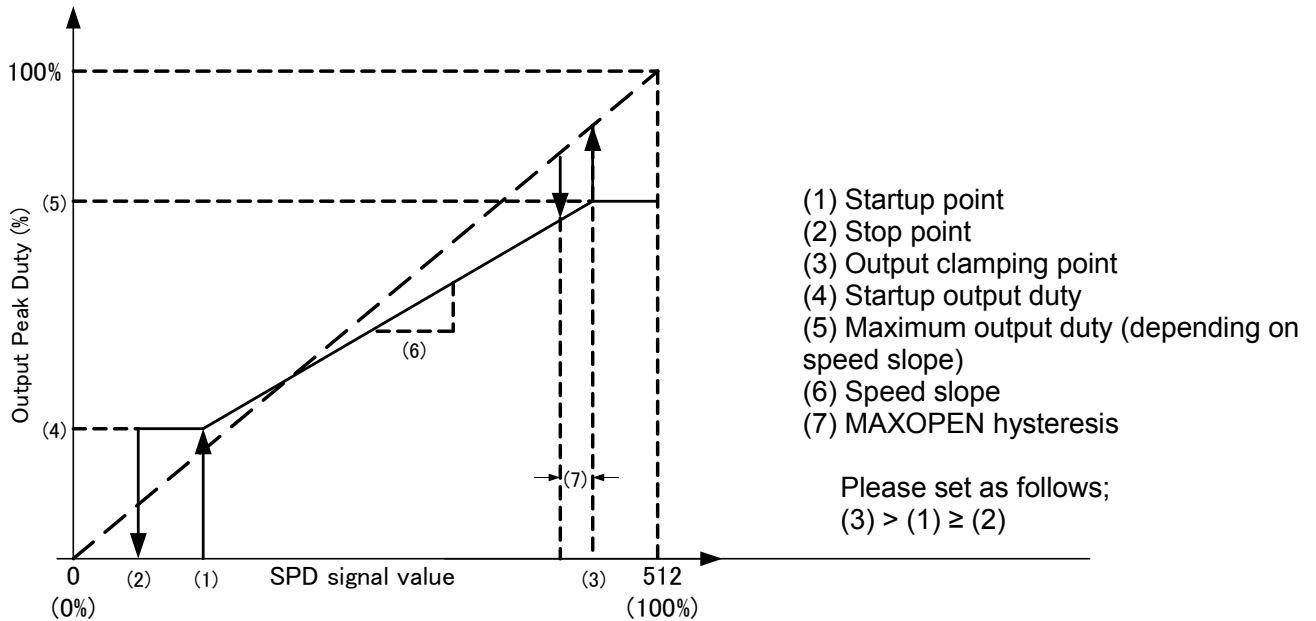 100%
(5)
Output Peak Duty (%)
(4)
(6)
(7)
0
(0%)
(2)
(1)
SPD signal value
(3)
512
(100%)
(1) Startup point
(2) Stop point
(3) Output clamping point
(4) Startup output duty
(5) Maximum output duty (depending on
speed slope)
(6) Speed slope
(7) MAXOPEN hysteresis
Please set as follows;
(3) > (1) ≥ (2)